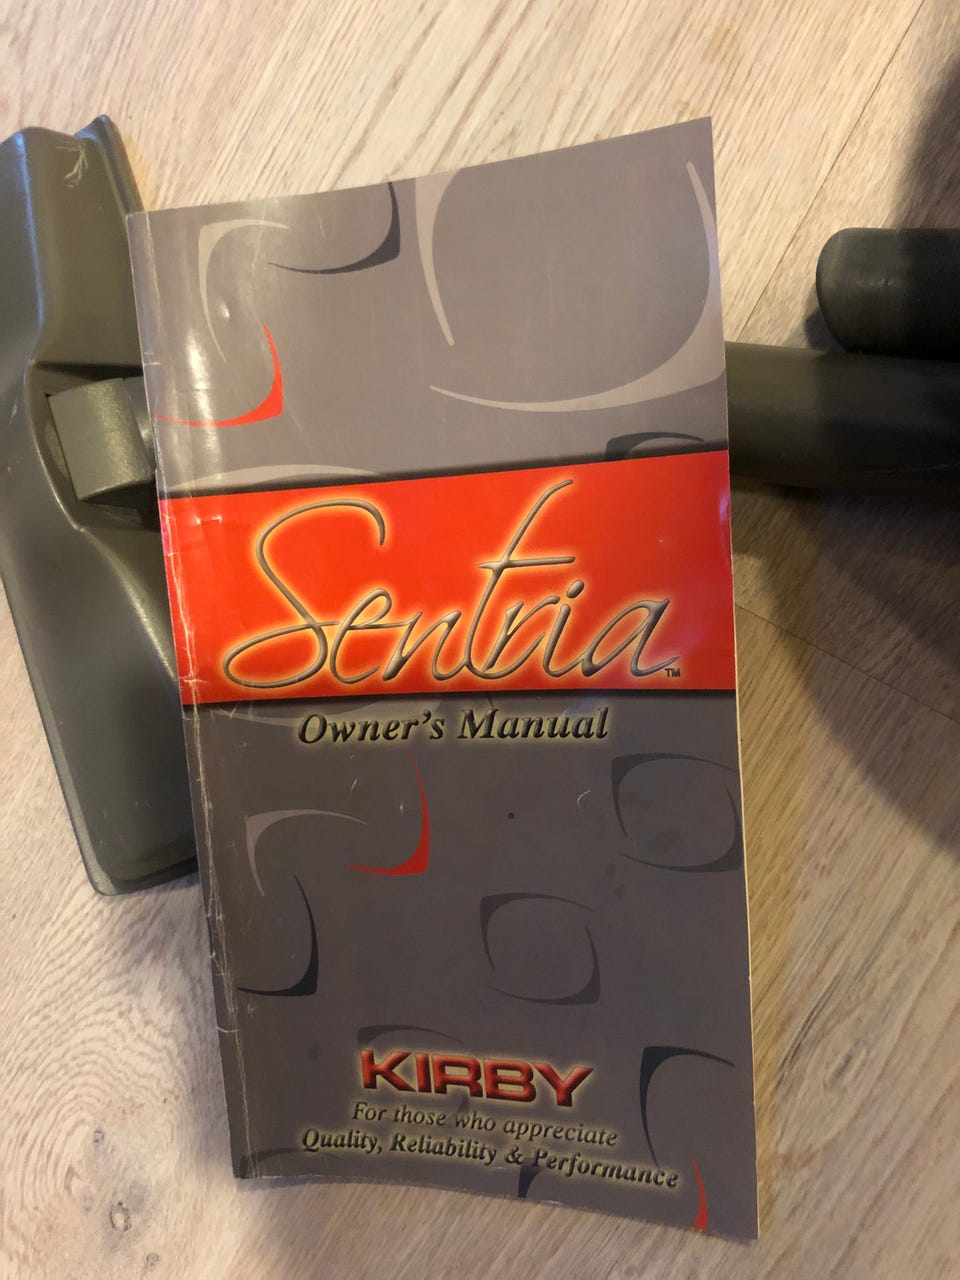 Sentria™
Owner's Manual
KIRBY
For those who appreciate
Quality, Reliability & Performance